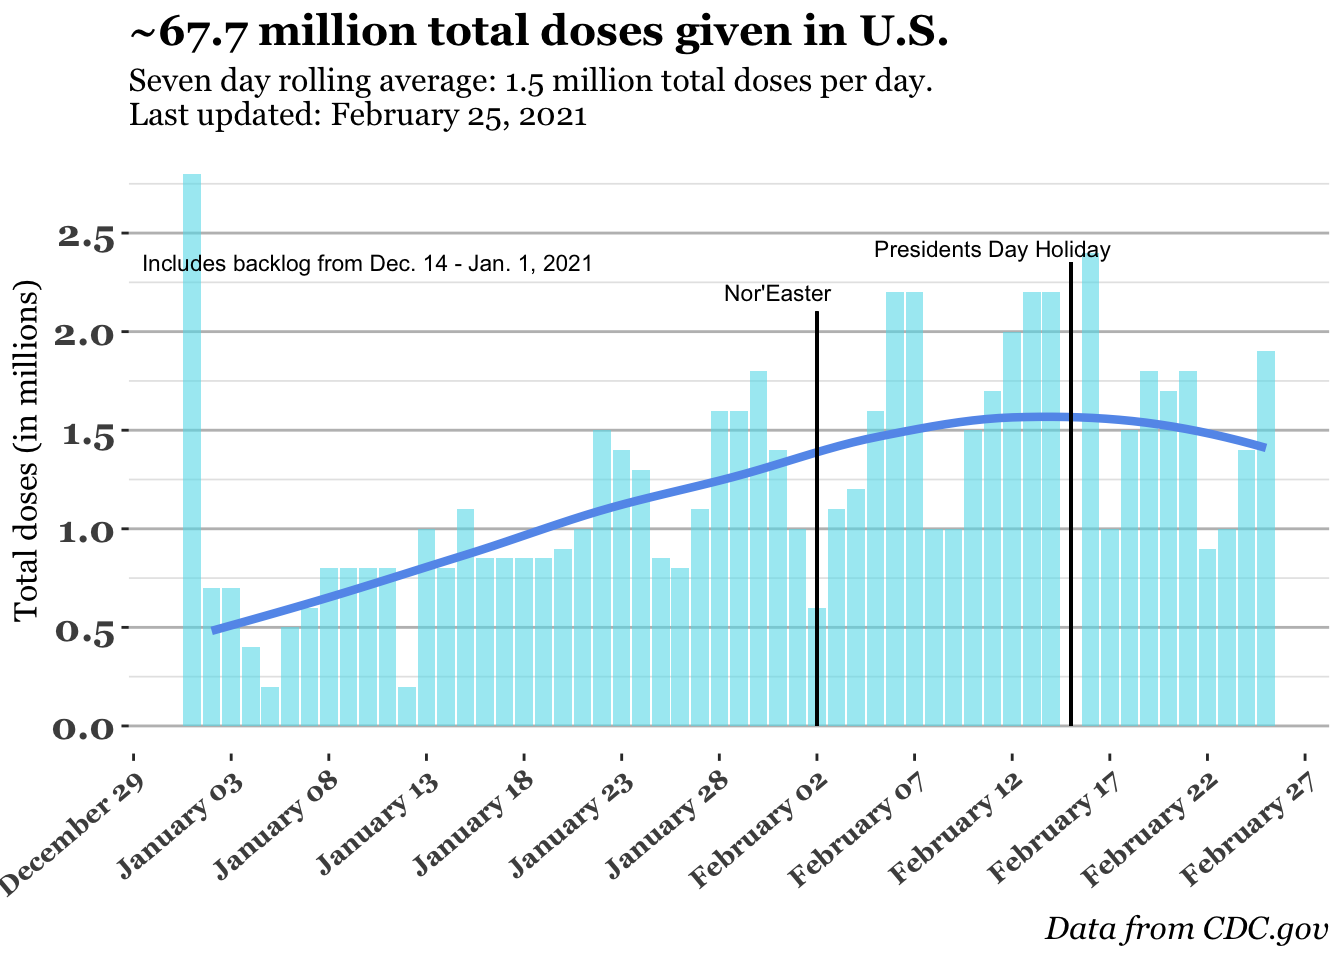 ~67.7 million total doses given in U.S.
Seven day rolling average: 1.5 million total doses per day.
Last updated: February 25, 2021
Total doses (in millions)
2.5
2.0
1.5
1.0
0.5
0.0
Includes backlog from Dec. 14 - Jan. 1, 2021
Nor'Easter
Presidents Day Holiday
December 29
January 03
January 08
January 13
January 18
January 23
January 28
February 02
February 07
February 12
February 17
February 22
February 27
Data from CDC.gov